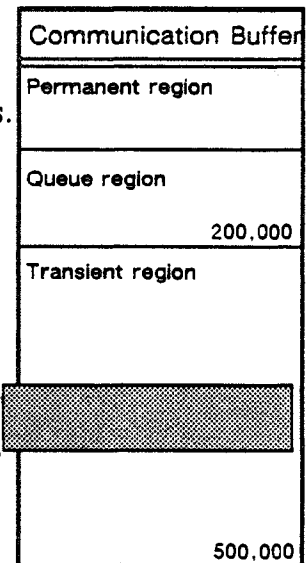 Communication Buffer
Permanent region
s.
Queue region
200,000
Transient region
500,000